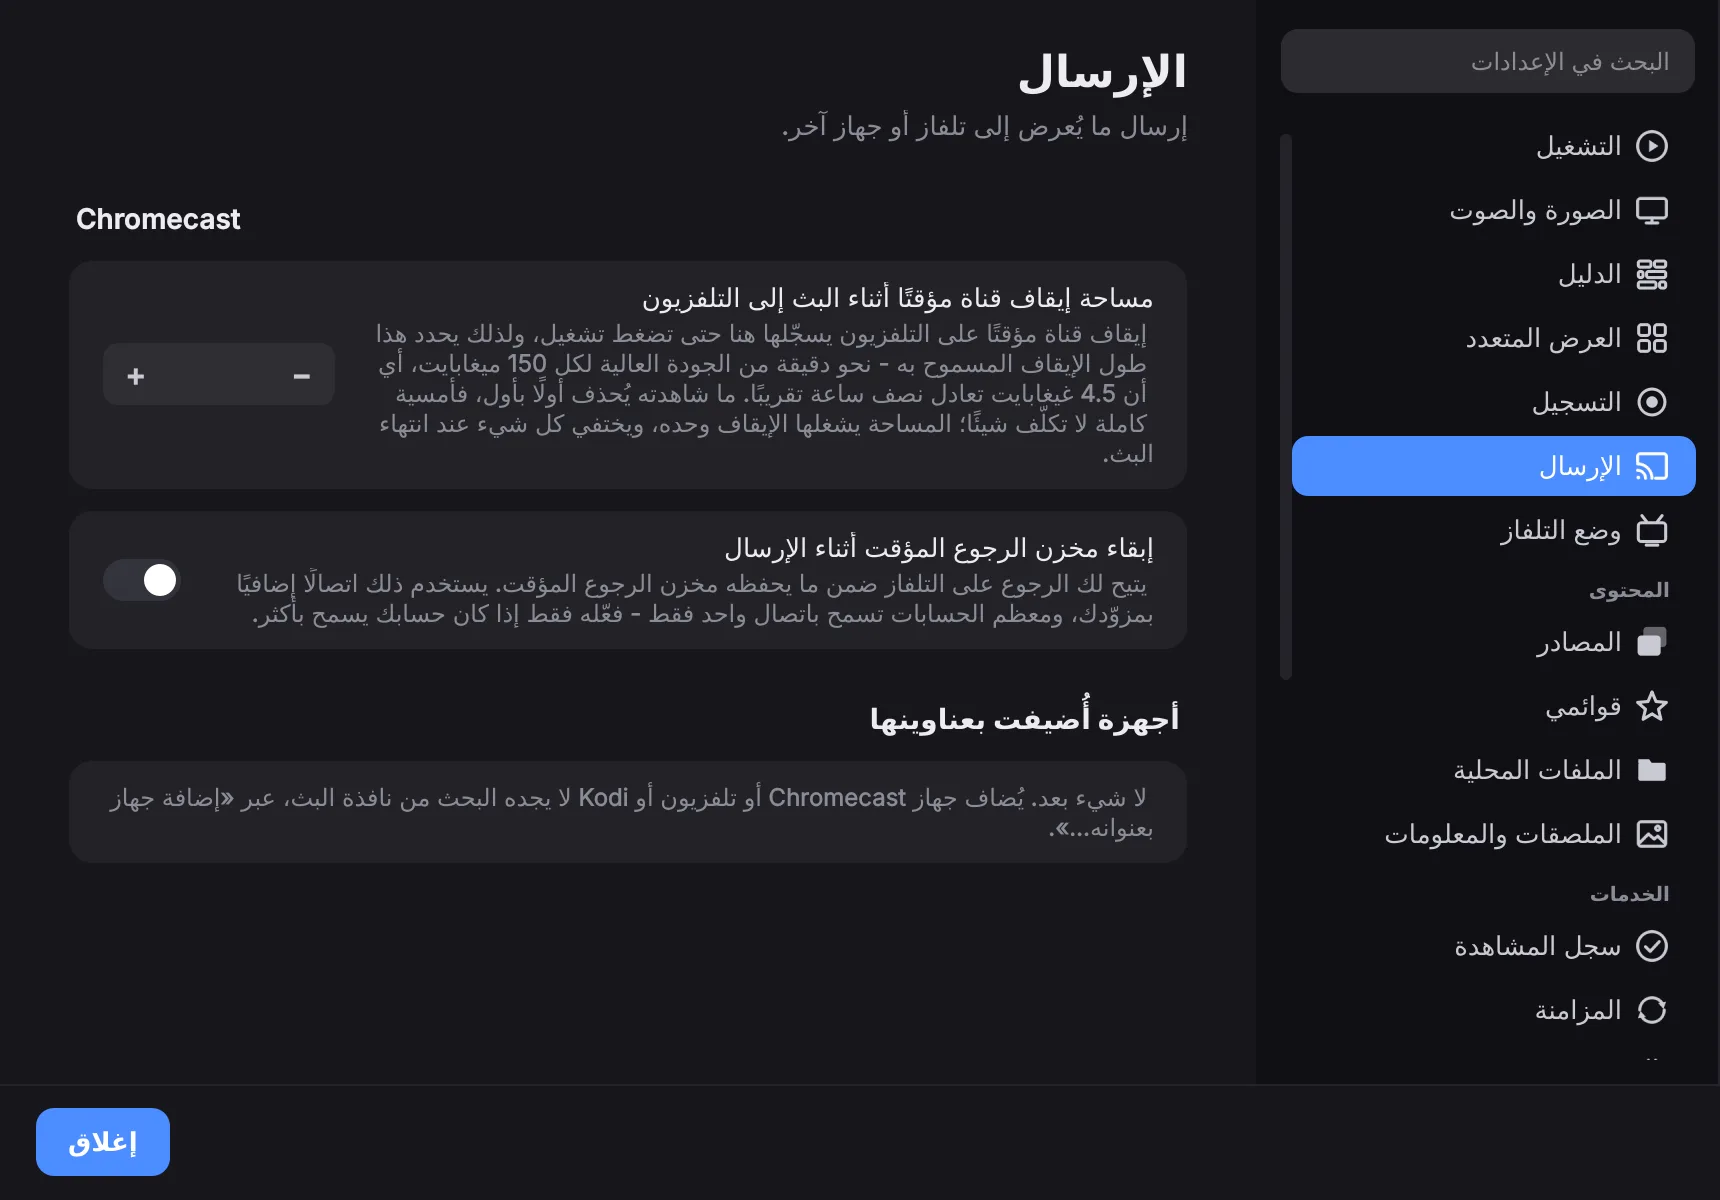 البحث في الإعدادات
التشغيل
الصورة والصوت
الدليل
العرض المتعدد
التسجيل
الإرسال
وضع التلفاز
المحتوى
المصادر
قوائمي
الملفات المحلية
الملصقات والمعلومات
الخدمات
سجل المشاهدة
المزامنة
الإرسال
إرسال ما يُعرض إلى تلفاز أو جهاز آخر.
Chromecast
مساحة إيقاف قناة مؤقتًا أثناء البث إلى التلفزيون
إيقاف قناة مؤقتًا على التلفزيون يسجّلها هنا حتى تضغط تشغيل، ولذلك يحدد هذا
طول الإيقاف المسموح به - نحو دقيقة من الجودة العالية لكل 150 ميغابايت، أي
أن 4.5 غيغابايت تعادل نصف ساعة تقريبًا. ما شاهدته يُحذف أولًا بأول، فأمسية
كاملة لا تكلّف شيئًا؛ المساحة يشغلها الإيقاف وحده، ويختفي كل شيء عند انتهاء
البث.
− +
إبقاء مخزن الرجوع المؤقت أثناء الإرسال
يتيح لك الرجوع على التلفاز ضمن ما يحفظه مخزن الرجوع المؤقت. يستخدم ذلك اتصالًا إضافيًا
بمزوّدك، ومعظم الحسابات تسمح باتصال واحد فقط - فعّله فقط إذا كان حسابك يسمح بأكثر.
أجهزة أُضيفت بعناوينها
لا شيء بعد. يُضاف جهاز Chromecast أو تلفزيون أو Kodi لا يجده البحث من نافذة البث، عبر «إضافة جهاز
بعنوانه...».
إغلاق